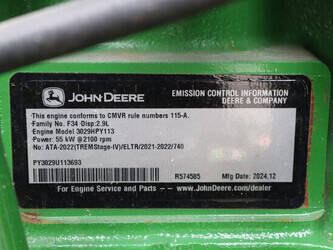 JOHN DEERE
EMISSION CONTROL INFORMATION
DEERE & COMPANY
This engine conforms to CMVR rule numbers 115-A.
Family No. F34-Disp:2.9L
Engine Model 3029HPY113
Power: 55 kW @2100 rpm
No: ATA-2022(TREMStage-IV)/ELTR/2021-2022/740
PY3029U113693
R574585
Mfg Date: 2024,12
For Engine Service and Parts - www.JohnDeere.com/dealer